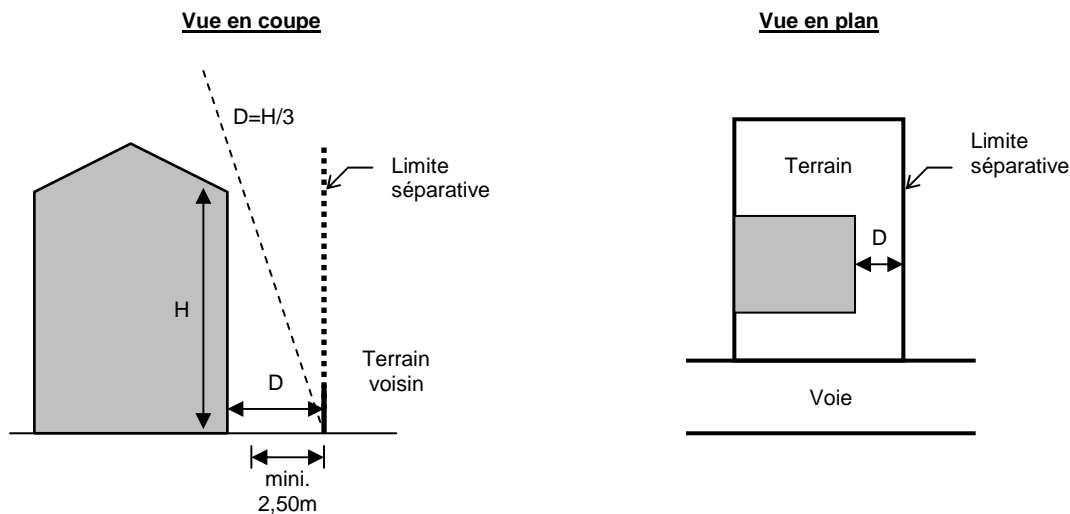 Vue en coupe
D=H/3
Limite
séparative
H
D
Terrain
voisin
mini.
2,50m
Vue en plan
Terrain
Limite
séparative
D
Voie